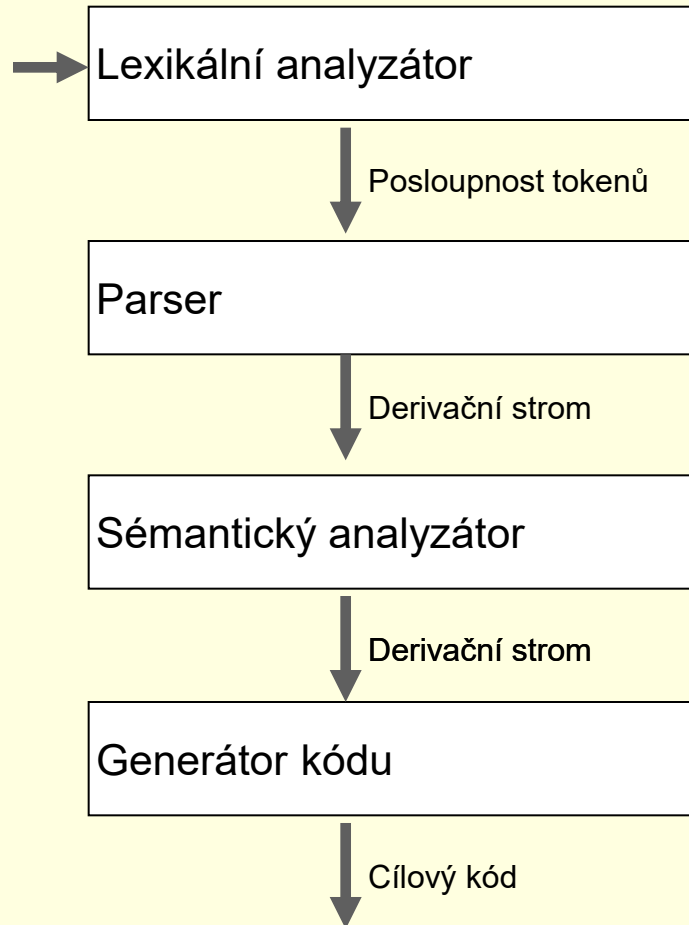 Lexikální analyzátor
Posloupnost tokenů
Parser
Derivační strom
Sémantický analyzátor
Derivační strom
Generátor kódu
Cílový kód